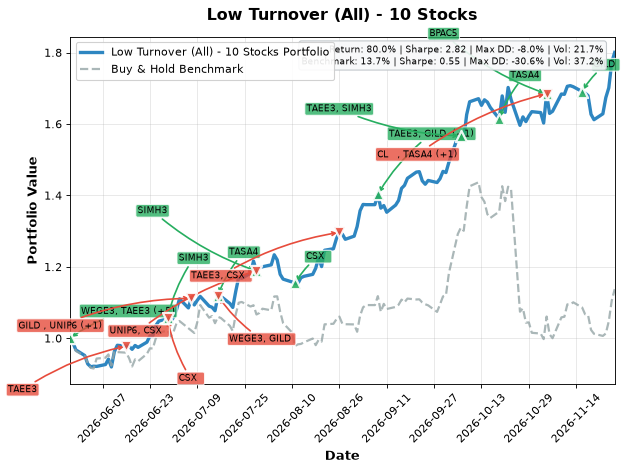 Low Turnover (All) - 10 Stocks
BPAC5
Low Turnover (All) - 10 Stocks Portfolio
Buy & Hold Benchmark
Return: 80.0% | Sharpe: 2.82 | Max DD: -8.0% | Vol: 21.7%
Benchmark: 13.7% | Sharpe: 0.55 | Max DD: -30.6% | Vol: 37.2%
TASA4
TAEE3, SIMH3
TAEE3, GILD (+1)
CL , TASA4 (+1)
SIMH3
SIMH3
TASA4
CSX
TAEE3, CSX
WEGE3, TAEE3
GILD , UNIP6 (+1)
UNIP6, CSX
WEGE3, GILD
CSX
TAEE3
Portfolio Value
1.8
1.6
1.4
1.2
1.0
2026-06-07
2026-06-23
2026-07-09
2026-07-25
2026-08-10
2026-08-26
2026-09-11
2026-09-27
2026-10-13
2026-10-29
2026-11-14
Date